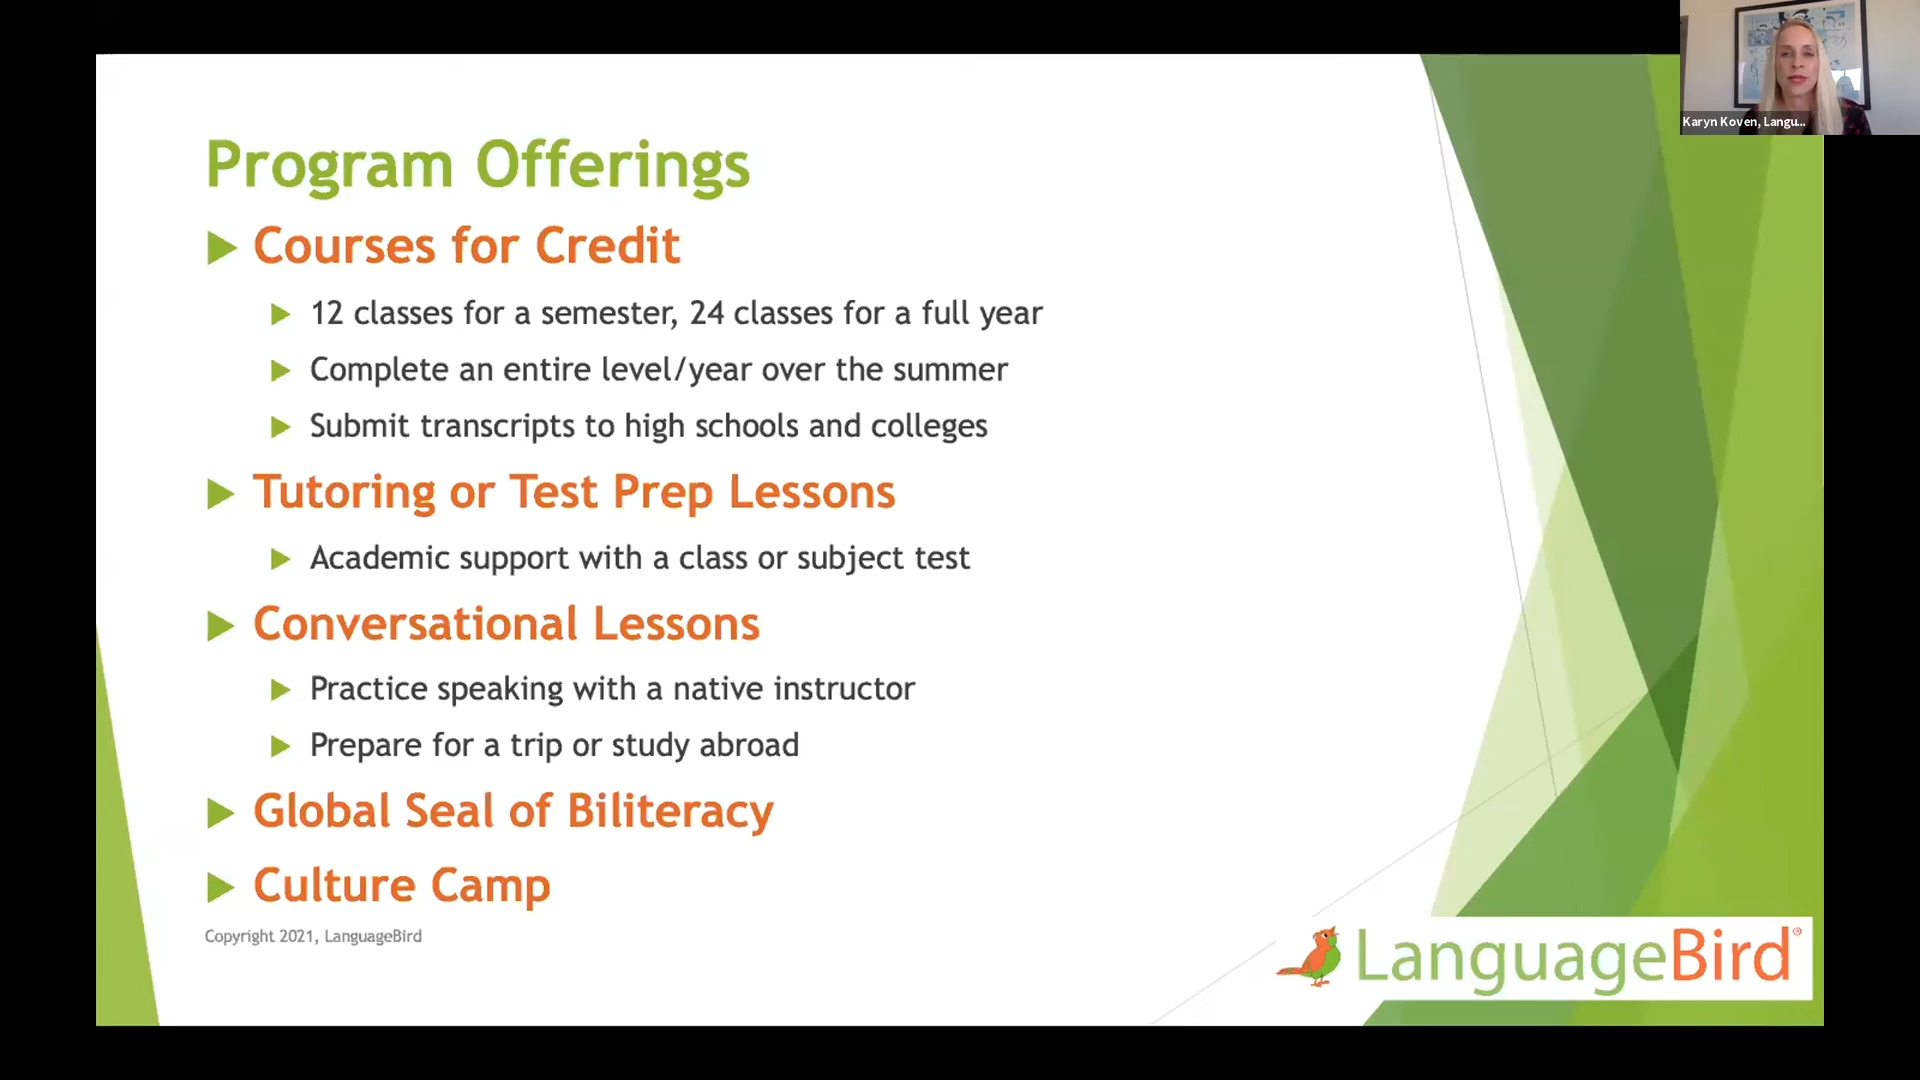 Karyn Koven, Langu...
Program Offerings
Courses for Credit
12 classes for a semester, 24 classes for a full year
Complete an entire level/year over the summer
Submit transcripts to high schools and colleges
Tutoring or Test Prep Lessons
Academic support with a class or subject test
Conversational Lessons
Practice speaking with a native instructor
Prepare for a trip or study abroad
Global Seal of Biliteracy
Culture Camp
Copyright 2021, LanguageBird
LanguageBird®